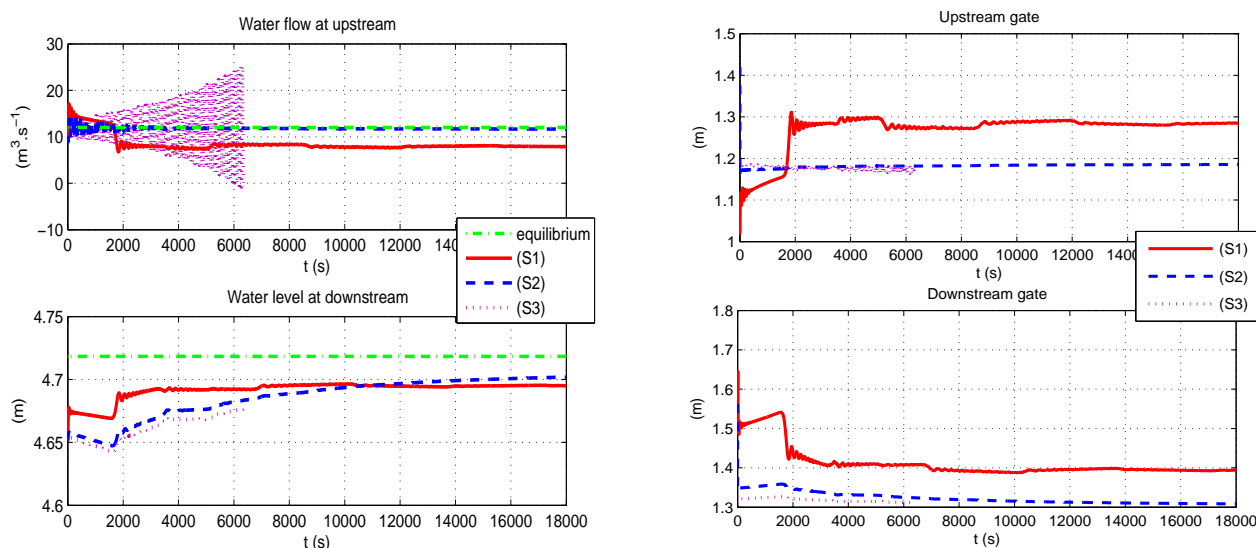 Water flow at upstream
30
20
10
0
−10
(m³.s⁻¹)
0 2000 4000 6000 8000 10000 12000 14000
t (s)
equilibrium
(S1)
(S2)
(S3)
Water level at downstream
4.75
4.7
4.65
4.6
(m)
0 2000 4000 6000 8000 10000 12000 14000 16000 18000
t (s)
Upstream gate
1.5
1.4
1.3
1.2
1.1
1
(m)
0 2000 4000 6000 8000 10000 12000
t (s)
(S1)
(S2)
(S3)
Downstream gate
1.8
1.7
1.6
1.5
1.4
1.3
(m)
0 2000 4000 6000 8000 10000 12000 14000 16000 18000
t (s)